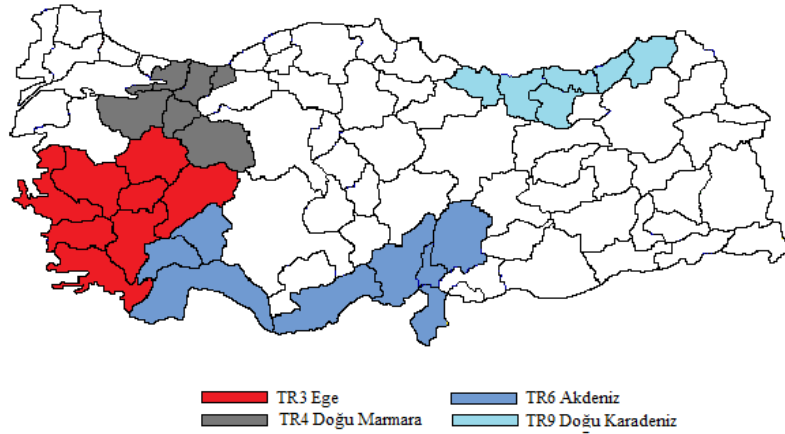 TR3 Ege
TR6 Akdeniz
TR4 Doğu Marmara
TR9 Doğu Karadeniz